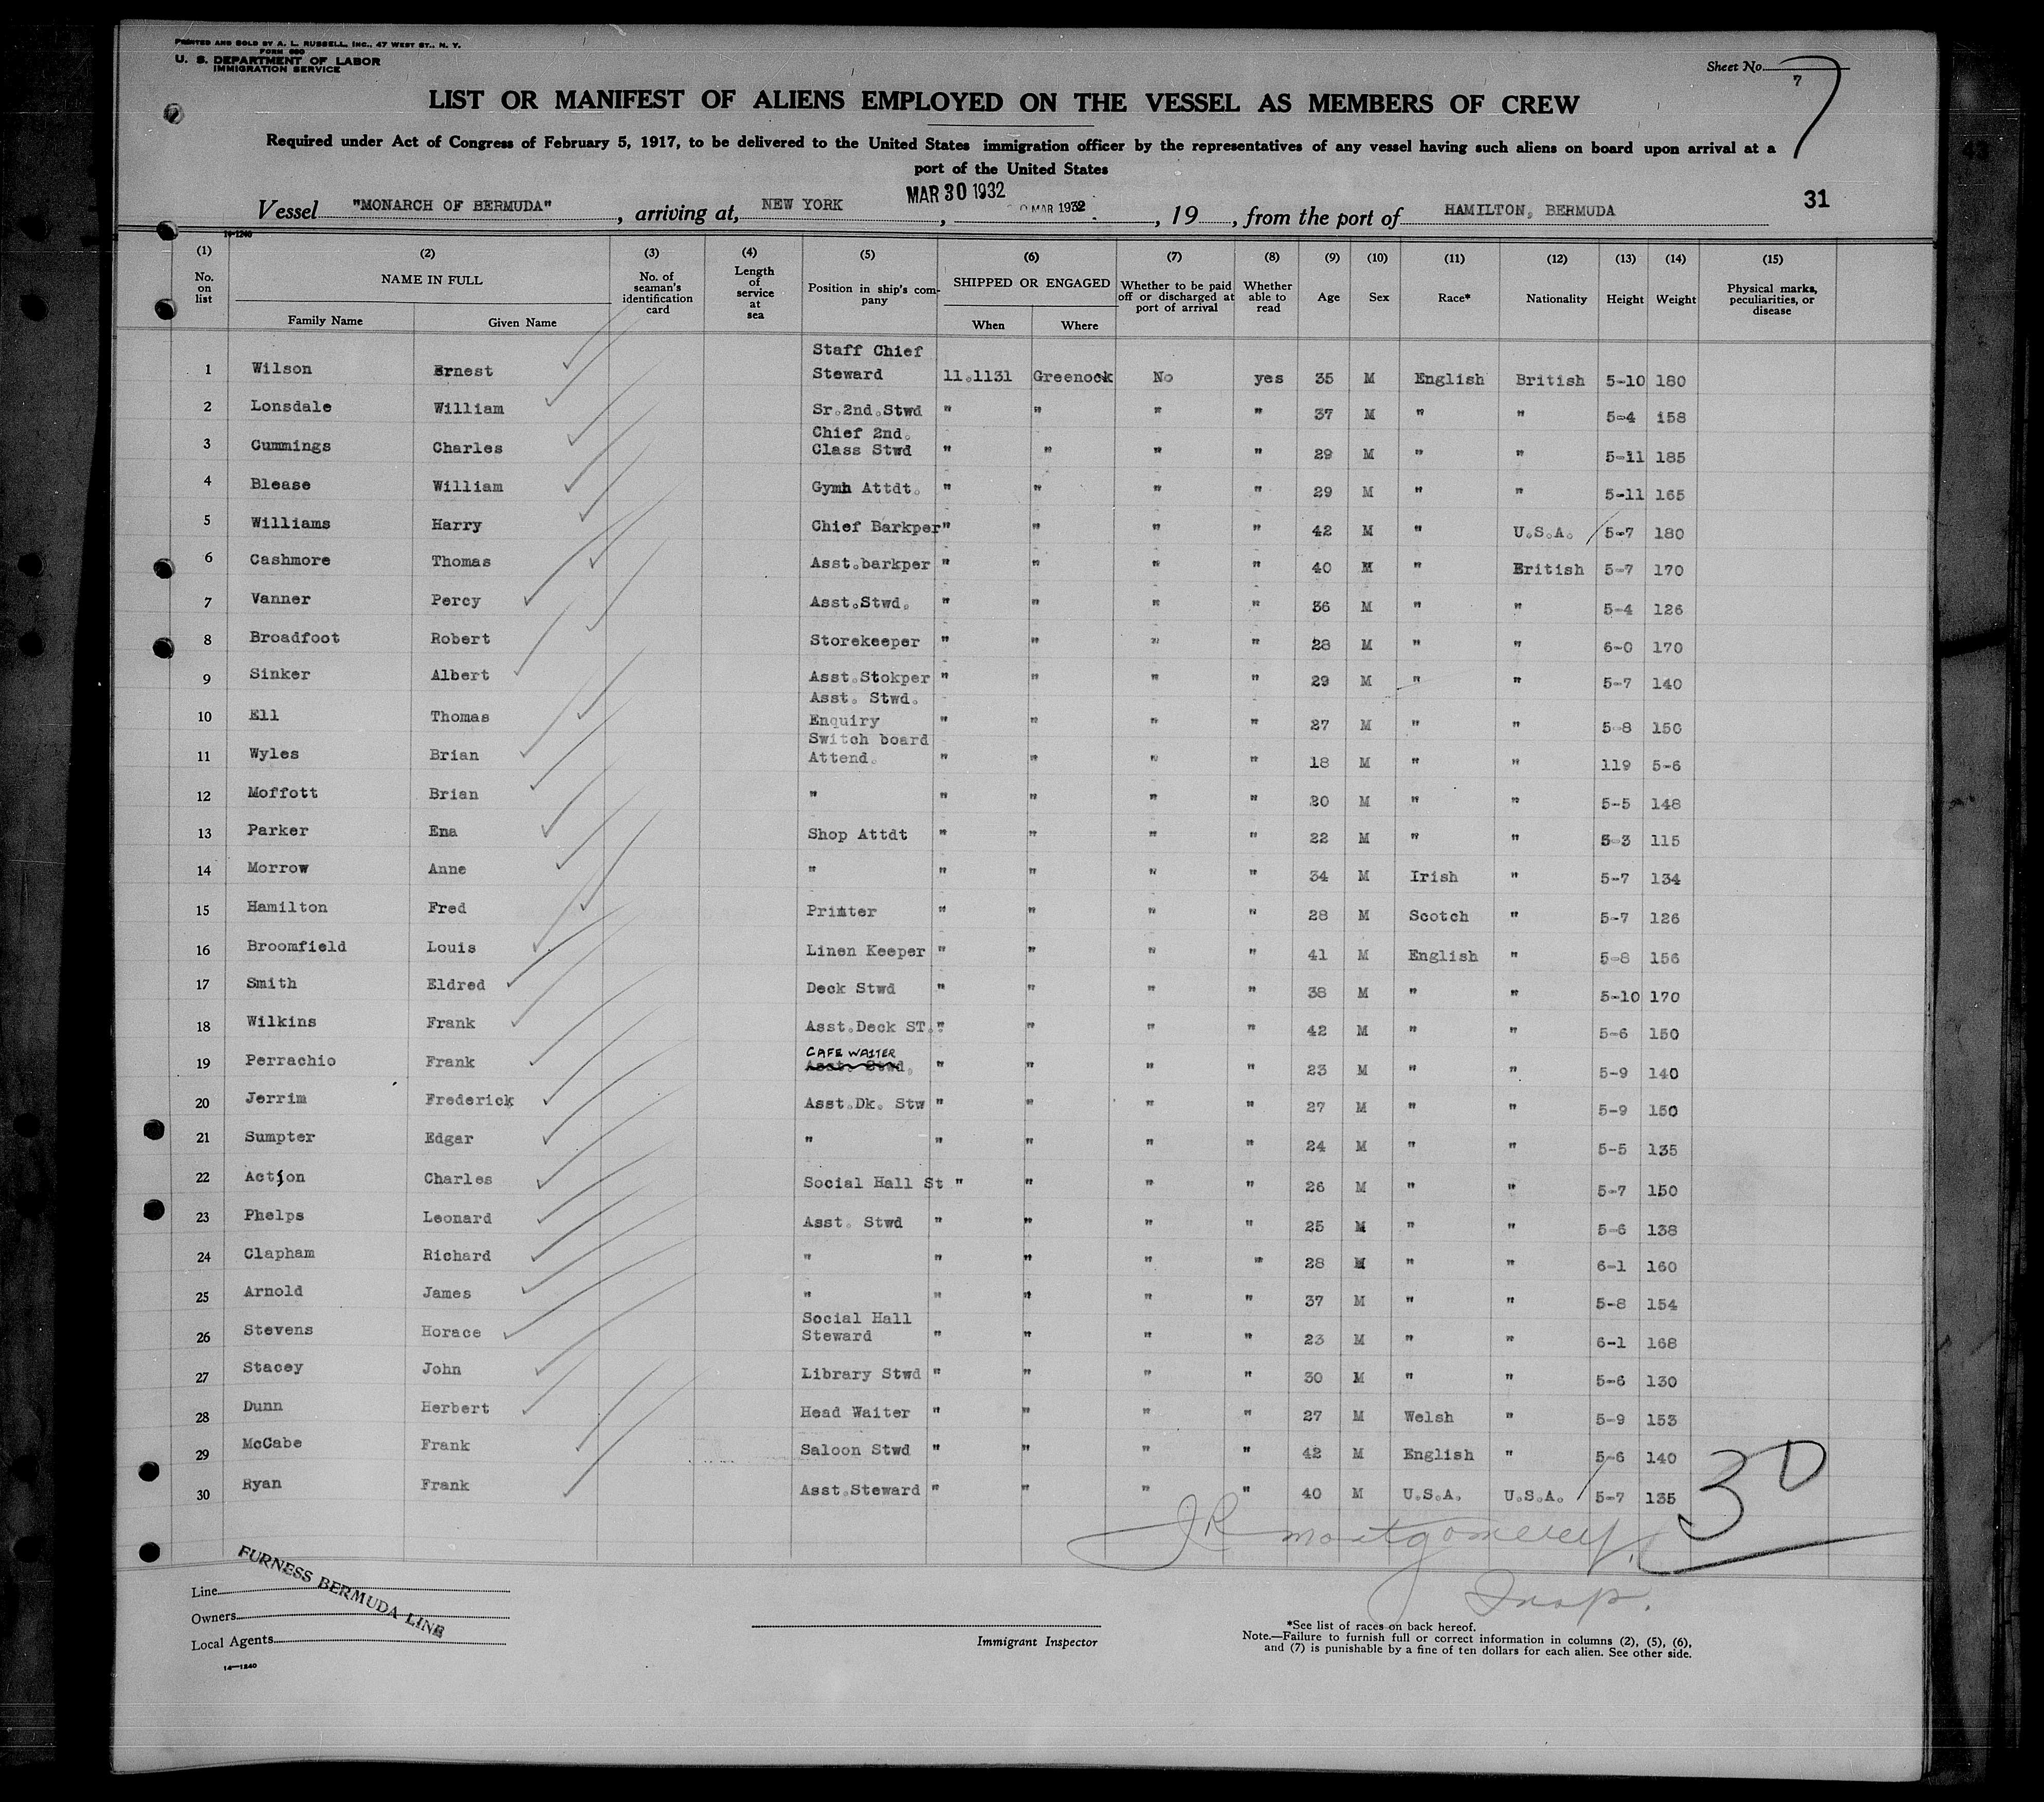 PRINTED AND SOLD BY A. L. RUSSELL, INC., 47 WEST ST., N. Y.
FORM 680
U. S. DEPARTMENT OF LABOR
IMMIGRATION SERVICE
Sheet No. 7
7
LIST OR MANIFEST OF ALIENS EMPLOYED ON THE VESSEL AS MEMBERS OF CREW
Required under Act of Congress of February 5, 1917, to be delivered to the United States immigration officer by the representatives of any vessel having such aliens on board upon arrival at a
port of the United States
MAR 30 1932
Vessel "MONARCH OF BERMUDA", arriving at, NEW YORK, MAR 1932, 19, from the port of HAMILTON, BERMUDA
31
14-1240
(1) (2) (3) (4) (5) (6) (7) (8) (9) (10) (11) (12) (13) (14) (15)
No. on list NAME IN FULL No. of seaman's identification card Length of service at sea Position in ship's company SHIPPED OR ENGAGED Whether to be paid off or discharged at port of arrival Whether able to read Age Sex Race* Nationality Height Weight Physical marks, peculiarities, or disease
Family Name Given Name When Where
Staff Chief
1 Wilson Ernest Steward 11.1131 Greenock No yes 35 M English British 5-10 180
2 Lonsdale William Sr.2nd.Stwd " " " " 37 M " " 5-4 158
Chief 2nd.
3 Cummings Charles Class Stwd " " " " 29 M " " 5-11 185
4 Blease William Gymn Attdt. " " " " 29 M " " 5-11 165
5 Williams Harry Chief Barkper " " " " 42 M " U.S.A. 5-7 180
6 Cashmore Thomas Asst.barkper " " " " 40 M " British 5-7 170
7 Vanner Percy Asst.Stwd. " " " " 36 M " " 5-4 126
8 Broadfoot Robert Storekeeper " " " " 28 M " " 6-0 170
9 Sinker Albert Asst.Stokper " " " " 29 M " " 5-7 140
Asst. Stwd.
10 Ell Thomas Enquiry " " " " 27 M " " 5-8 156
Switch board
11 Wyles Brian Attend. " " " " 18 M " " 119 5-6
12 Moffott Brian " " " " " 20 M " " 5-5 148
13 Parker Ena Shop Attdt " " " " 22 M " " 5-3 115
14 Morrow Anne " " " " " 34 M Irish " 5-7 134
15 Hamilton Fred Printer " " " " 28 M Scotch " 5-7 126
16 Broomfield Louis Linen Keeper " " " " 41 M English " 5-8 156
17 Smith Eldred Deck Stwd " " " " 38 M " " 5-10 170
18 Wilkins Frank Asst.Deck ST. " " " " 42 M " " 5-6 150
CAFE WAITER
19 Perrachio Frank Asst. Stwd. " " " " 23 M " " 5-9 140
20 Jerrim Frederick Asst.Dk. Stw " " " " 27 M " " 5-9 150
21 Sumpter Edgar " " " " " 24 M " " 5-5 135
22 Action Charles Social Hall St " " " " 26 M " " 5-7 150
23 Phelps Leonard Asst. Stwd " " " " 25 M " " 5-6 138
24 Clapham Richard " " " " " 28 M " " 6-1 160
25 Arnold James " " " " " 37 M " " 5-8 154
Social Hall
26 Stevens Horace Steward " " " " 23 M " " 6-1 168
27 Stacey John Library Stwd " " " " 30 M " " 5-6 130
28 Dunn Herbert Head Waiter " " " " 27 M Welsh " 5-9 153
29 McCabe Frank Saloon Stwd " " " " 42 M English " 5-6 140
30 Ryan Frank Asst.Steward " " " " 40 M U.S.A. U.S.A. 5-7 135
30
J R Montgomery
Insp.
FURNESS BERMUDA LINE
Line
Owners
Local Agents
Immigrant Inspector
*See list of races on back hereof.
Note.—Failure to furnish full or correct information in columns (2), (5), (6),
and (7) is punishable by a fine of ten dollars for each alien. See other side.
14-1240